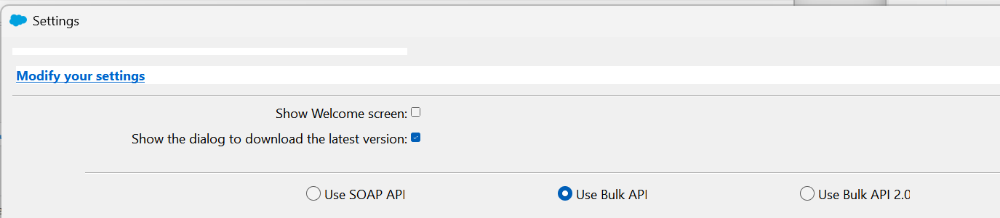 Settings
Modify your settings
Show Welcome screen:
Show the dialog to download the latest version:
Use SOAP API Use Bulk API Use Bulk API 2.0